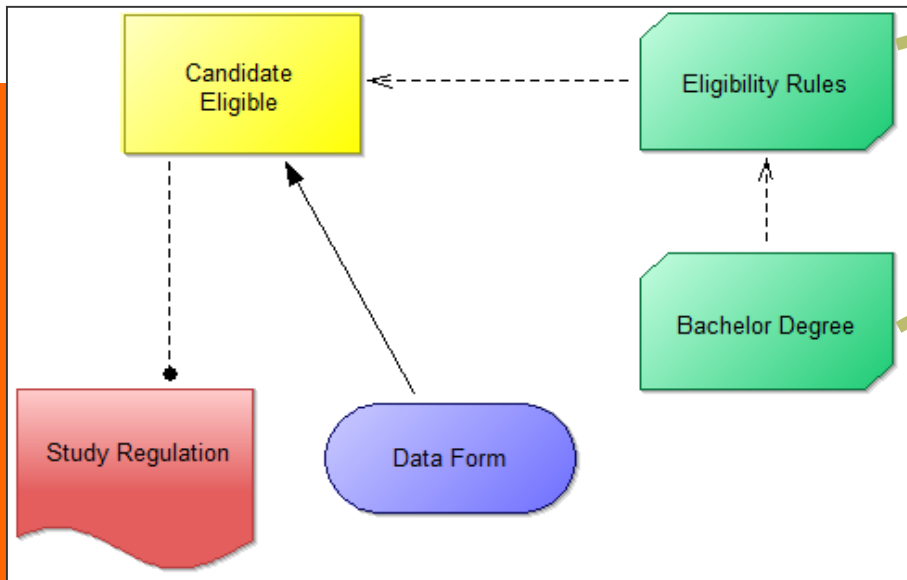 Candidate
Eligible
Eligibility Rules
Bachelor Degree
Study Regulation
Data Form